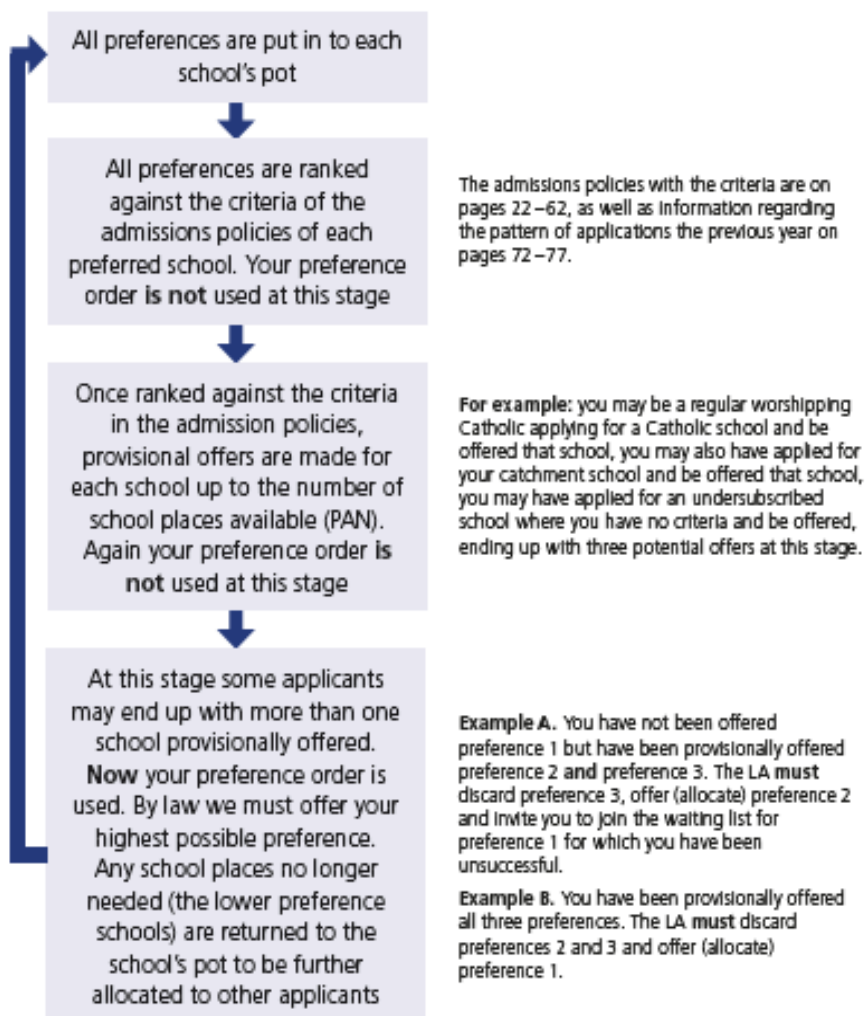 All preferences are put in to each
school's pot
All preferences are ranked
against the criteria of the
admissions policies of each
preferred school. Your preference
order is not used at this stage
The admissions policies with the criteria are on
pages 22–62, as well as information regarding
the pattern of applications the previous year on
pages 72–77.
Once ranked against the criteria
in the admission policies,
provisional offers are made for
each school up to the number of
school places available (PAN).
Again your preference order is
not used at this stage
For example: you may be a regular worshipping
Catholic applying for a Catholic school and be
offered that school, you may also have applied for
your catchment school and be offered that school,
you may have applied for an undersubscribed
school where you have no criteria and be offered,
ending up with three potential offers at this stage.
At this stage some applicants
may end up with more than one
school provisionally offered.
Now your preference order is
used. By law we must offer your
highest possible preference.
Any school places no longer
needed (the lower preference
schools) are returned to the
school's pot to be further
allocated to other applicants
Example A. You have not been offered
preference 1 but have been provisionally offered
preference 2 and preference 3. The LA must
discard preference 3, offer (allocate) preference 2
and invite you to join the waiting list for
preference 1 for which you have been
unsuccessful.
Example B. You have been provisionally offered
all three preferences. The LA must discard
preferences 2 and 3 and offer (allocate)
preference 1.